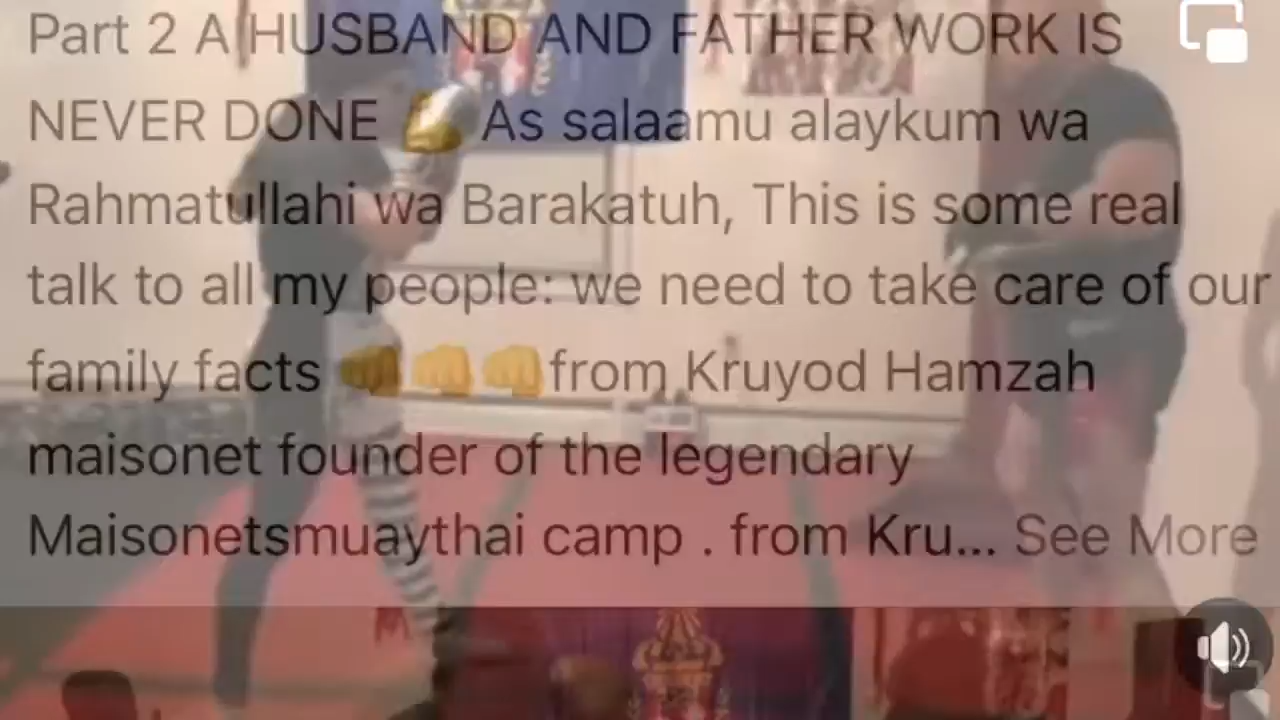 Part 2 A HUSBAND AND FATHER WORK IS
NEVER DONE 💪 As salaamu alaykum wa
Rahmatullahi wa Barakatuh, This is some real
talk to all my people: we need to take care of our
family facts 👊👊👊from Kruyod Hamzah
maisonet founder of the legendary
Maisonetsmuaythai camp . from Kru... See More